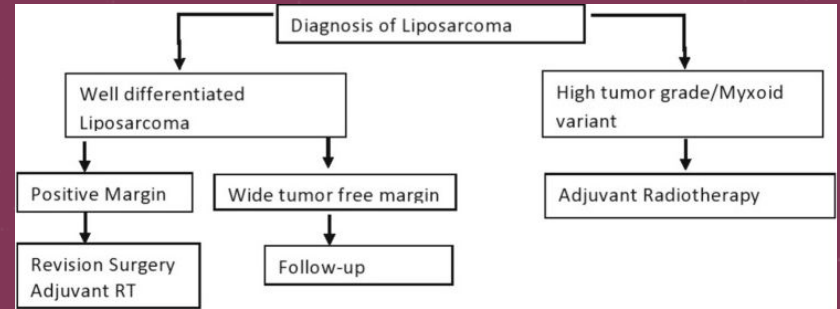 Diagnosis of Liposarcoma
Well differentiated
Liposarcoma
High tumor grade/Myxoid
variant
Positive Margin
Wide tumor free margin
Adjuvant Radiotherapy
Revision Surgery
Adjuvant RT
Follow-up